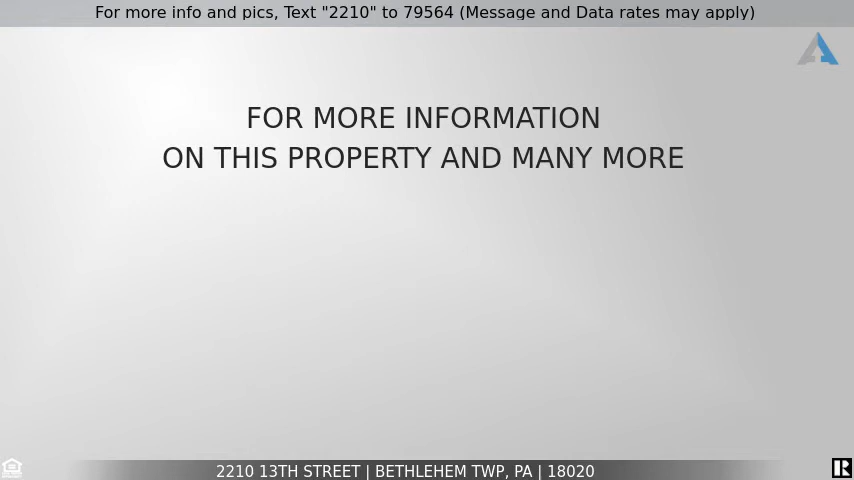 For more info and pics, Text "2210" to 79564 (Message and Data rates may apply)
FOR MORE INFORMATION
ON THIS PROPERTY AND MANY MORE
2210 13TH STREET | BETHLEHEM TWP, PA | 18020